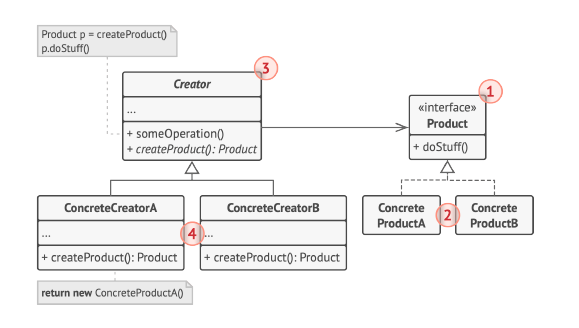 Product p = createProduct()
p.doStuff()
3
Creator
...
+ someOperation()
+ createProduct(): Product
1
«interface»
Product
+ doStuff()
ConcreteCreatorA
...
+ createProduct(): Product
4
ConcreteCreatorB
...
+ createProduct(): Product
Concrete
ProductA
2
Concrete
ProductB
return new ConcreteProductA()